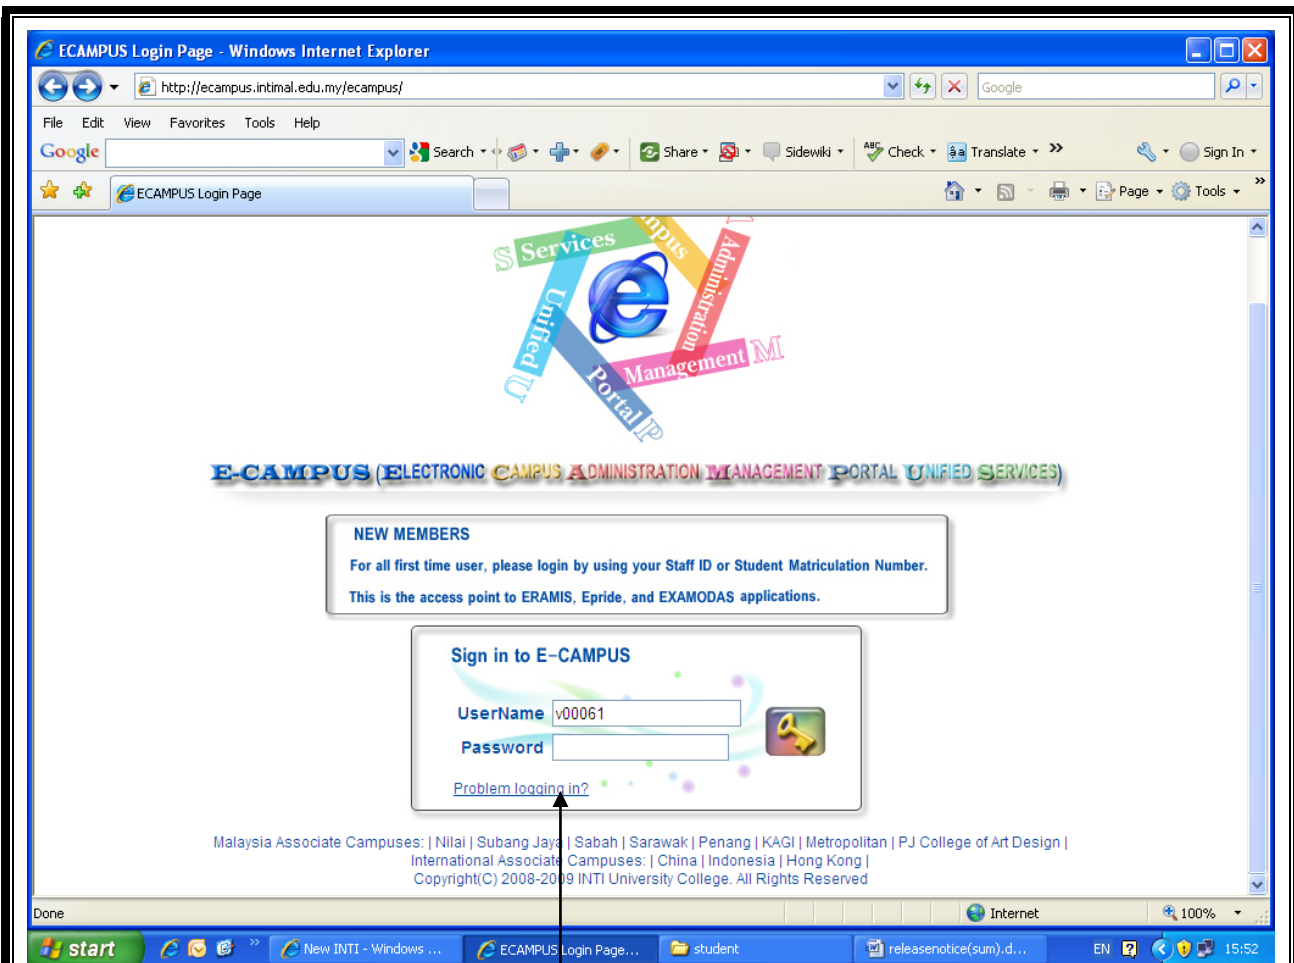 ECAMPUS Login Page - Windows Internet Explorer
http://ecampus.intimal.edu.my/ecampus/
Google
File Edit View Favorites Tools Help
Google Search Share Sidewiki ABC Check aあ Translate » Sign In
ECAMPUS Login Page Page Tools »
S Services
Campus
Administration
Unified U
Management M
Portal P
E-CAMPUS (ELECTRONIC CAMPUS ADMINISTRATION MANAGEMENT PORTAL UNIFIED SERVICES)
NEW MEMBERS
For all first time user, please login by using your Staff ID or Student Matriculation Number.
This is the access point to ERAMIS, Epride, and EXAMODAS applications.
Sign in to E-CAMPUS
UserName v00061
Password
Problem logging in?
Malaysia Associate Campuses: | Nilai | Subang Jaya | Sabah | Sarawak | Penang | KAGI | Metropolitan | PJ College of Art Design |
International Associate Campuses: | China | Indonesia | Hong Kong |
Copyright(C) 2008-2009 INTI University College. All Rights Reserved
Done Internet 100%
start » New INTI - Windows ... ECAMPUS Login Page... student releasenotice(sum).d... EN 15:52